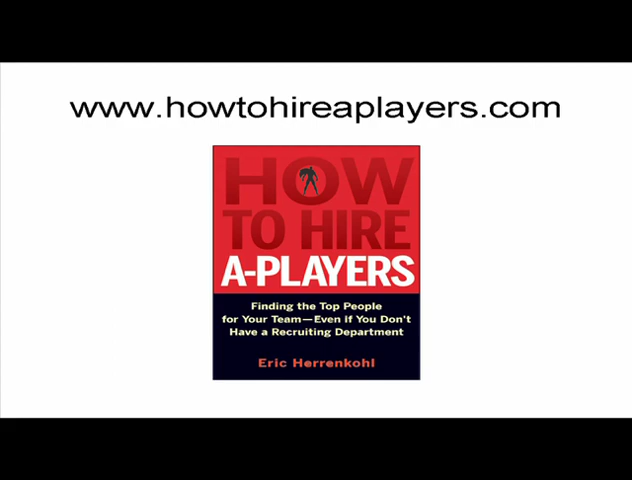 www.howtohireaplayers.com
HOW
TO HIRE
A-PLAYERS
Finding the Top People
for Your Team—Even if You Don't
Have a Recruiting Department
Eric Herrenkohl